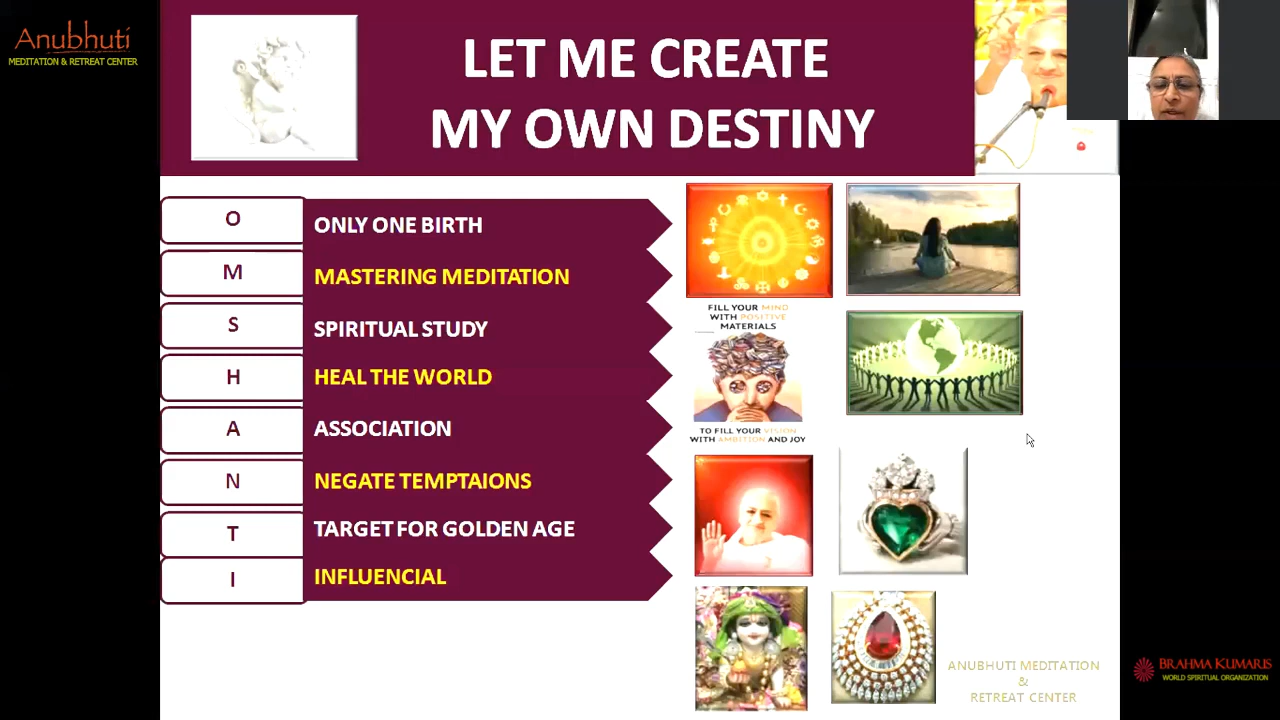 Anubhuti
MEDITATION & RETREAT CENTER
LET ME CREATE
MY OWN DESTINY
O ONLY ONE BIRTH
M MASTERING MEDITATION
S SPIRITUAL STUDY
H HEAL THE WORLD
A ASSOCIATION
N NEGATE TEMPTAIONS
T TARGET FOR GOLDEN AGE
I INFLUENCIAL
FILL YOUR MIND
WITH POSITIVE
MATERIALS
TO FILL YOUR VISION
WITH AMBITION AND JOY
ANUBHUTI MEDITATION
&
RETREAT CENTER
BRAHMA KUMARIS
WORLD SPIRITUAL ORGANIZATION